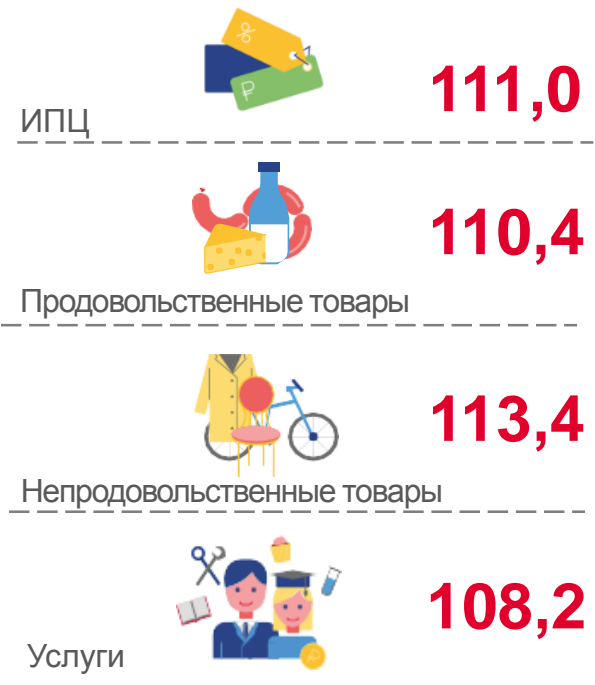 %
₽
111,0
ИПЦ
110,4
Продовольственные товары
113,4
Непродовольственные товары
108,2
Услуги